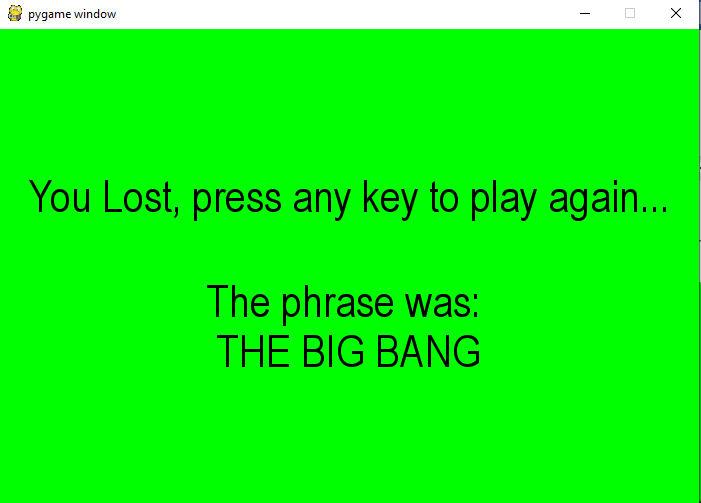 pygame window
You Lost, press any key to play again...
The phrase was:
THE BIG BANG